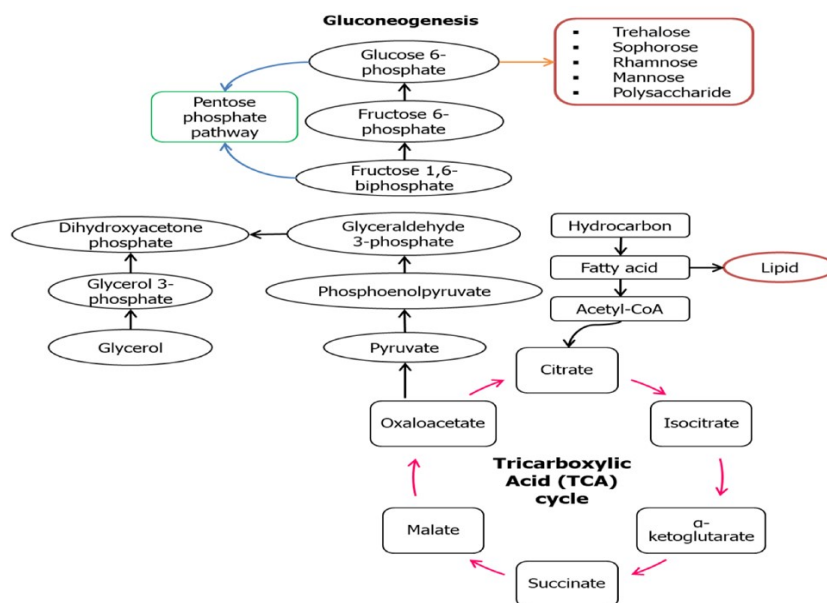 Gluconeogenesis
Glucose 6-
phosphate
▪ Trehalose
▪ Sophorose
▪ Rhamnose
▪ Mannose
▪ Polysaccharide
Pentose
phosphate
pathway
Fructose 6-
phosphate
Fructose 1,6-
biphosphate
Dihydroxyacetone
phosphate
Glyceraldehyde
3-phosphate
Hydrocarbon
Fatty acid
Lipid
Glycerol 3-
phosphate
Phosphoenolpyruvate
Acetyl-CoA
Glycerol
Pyruvate
Citrate
Oxaloacetate
Isocitrate
Tricarboxylic
Acid (TCA)
cycle
Malate
α-
ketoglutarate
Succinate